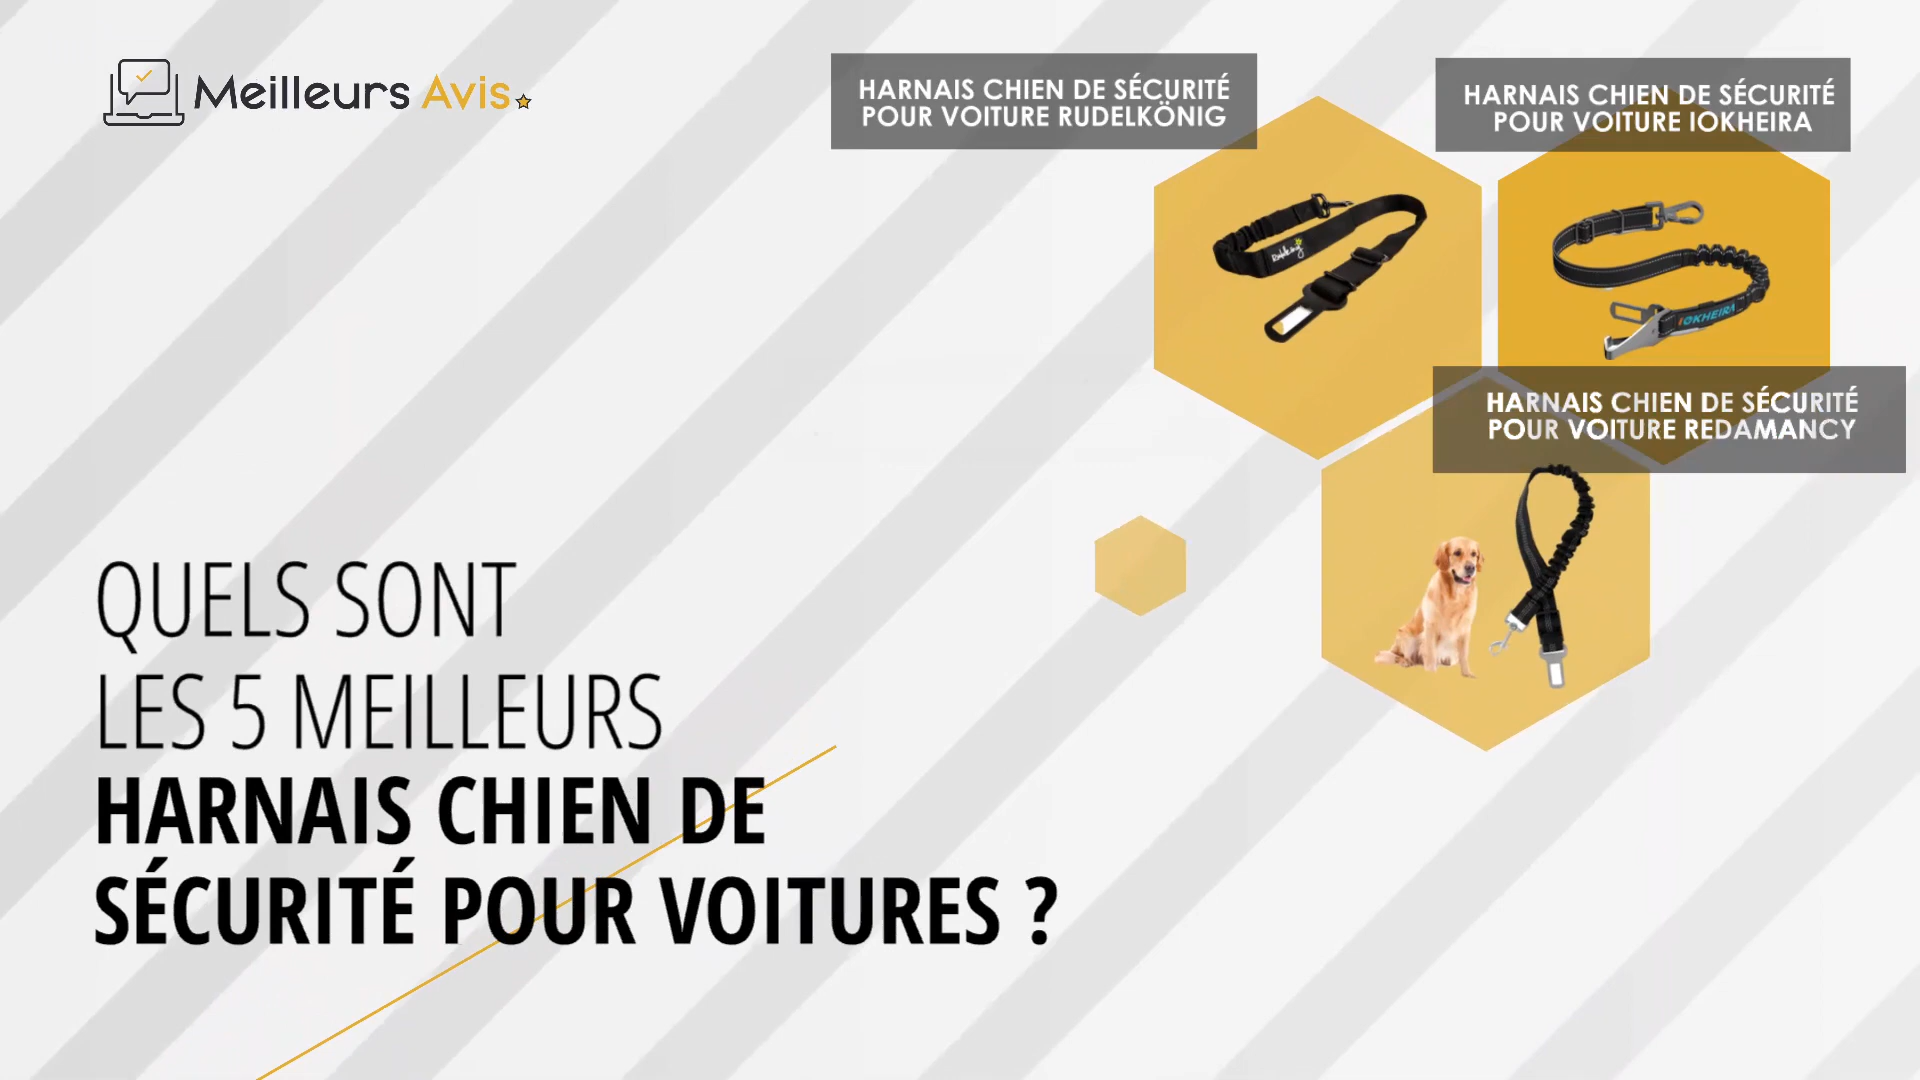 Meilleurs Avis
HARNAIS CHIEN DE SÉCURITÉ
POUR VOITURE RUDELKÖNIG
HARNAIS CHIEN DE SÉCURITÉ
POUR VOITURE IOKHEIRA
IOKHEIRA
HARNAIS CHIEN DE SÉCURITÉ
POUR VOITURE REDAMANCY
QUELS SONT
LES 5 MEILLEURS
HARNAIS CHIEN DE
SÉCURITÉ POUR VOITURES ?